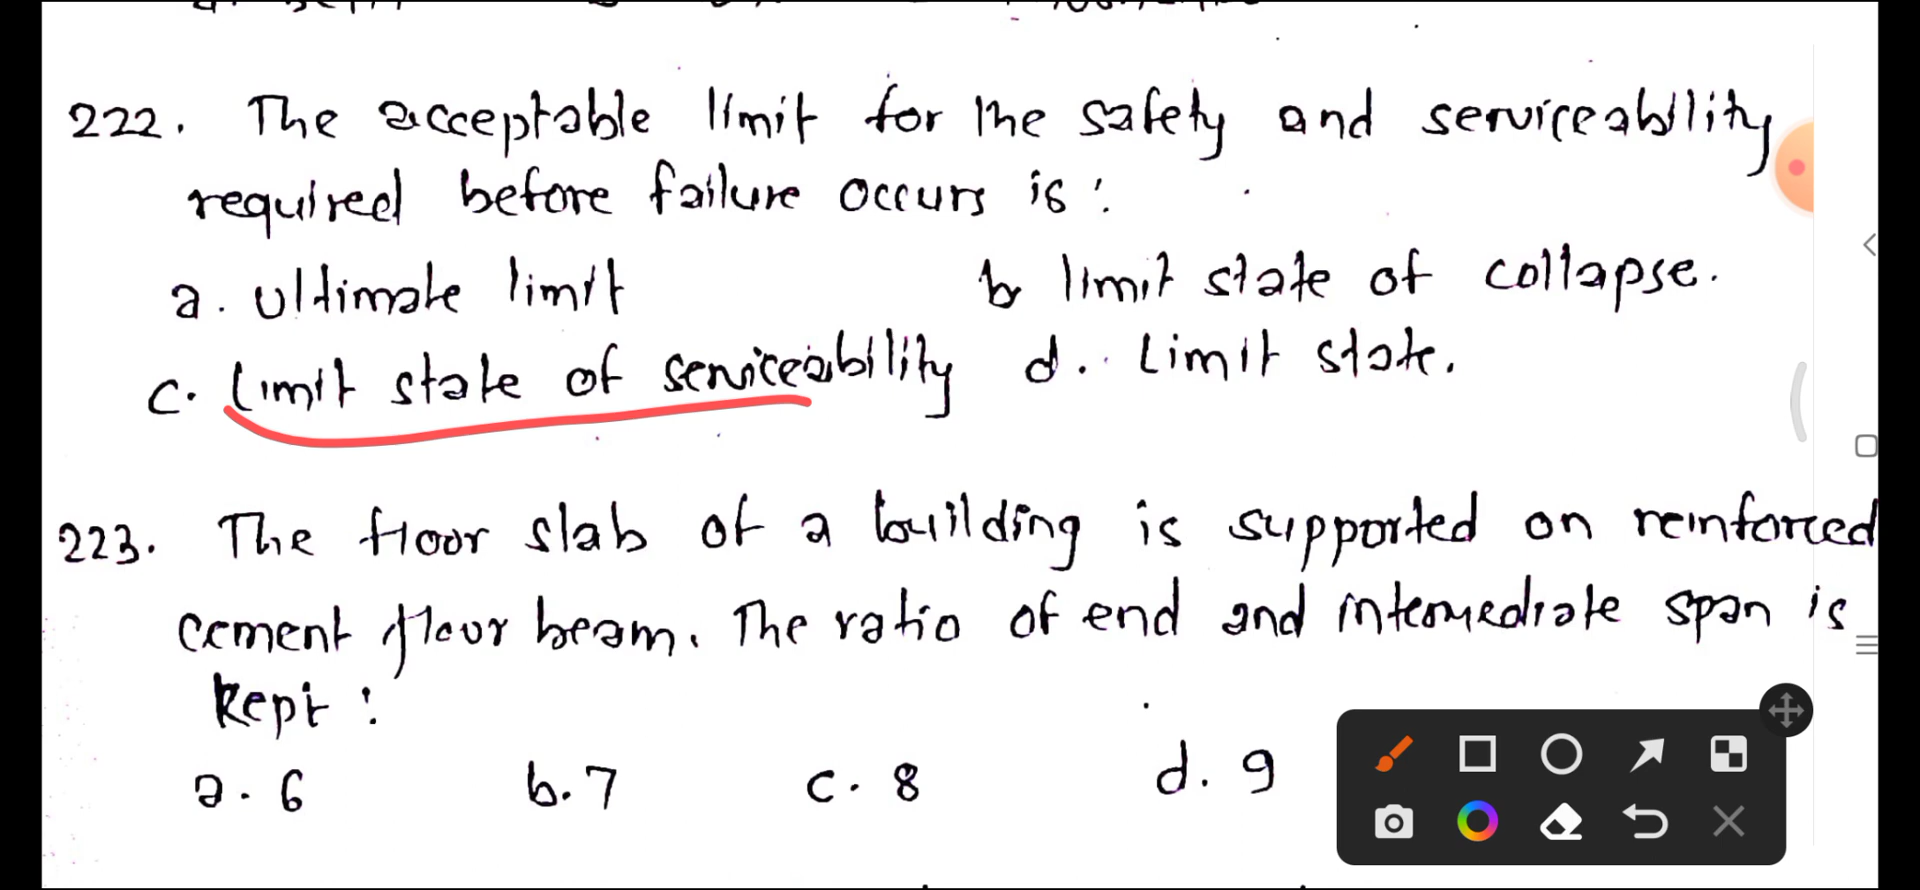 222. The acceptable limit for the safety and serviceability
required before failure occurs is :
a. ultimate limit b limit state of collapse.
c. Limit state of serviceability d. Limit state.
223. The floor slab of a building is supported on reinforced
cement floor beam. The ratio of end and intermediate span is
kept :
a. 6 b. 7 c. 8 d. 9